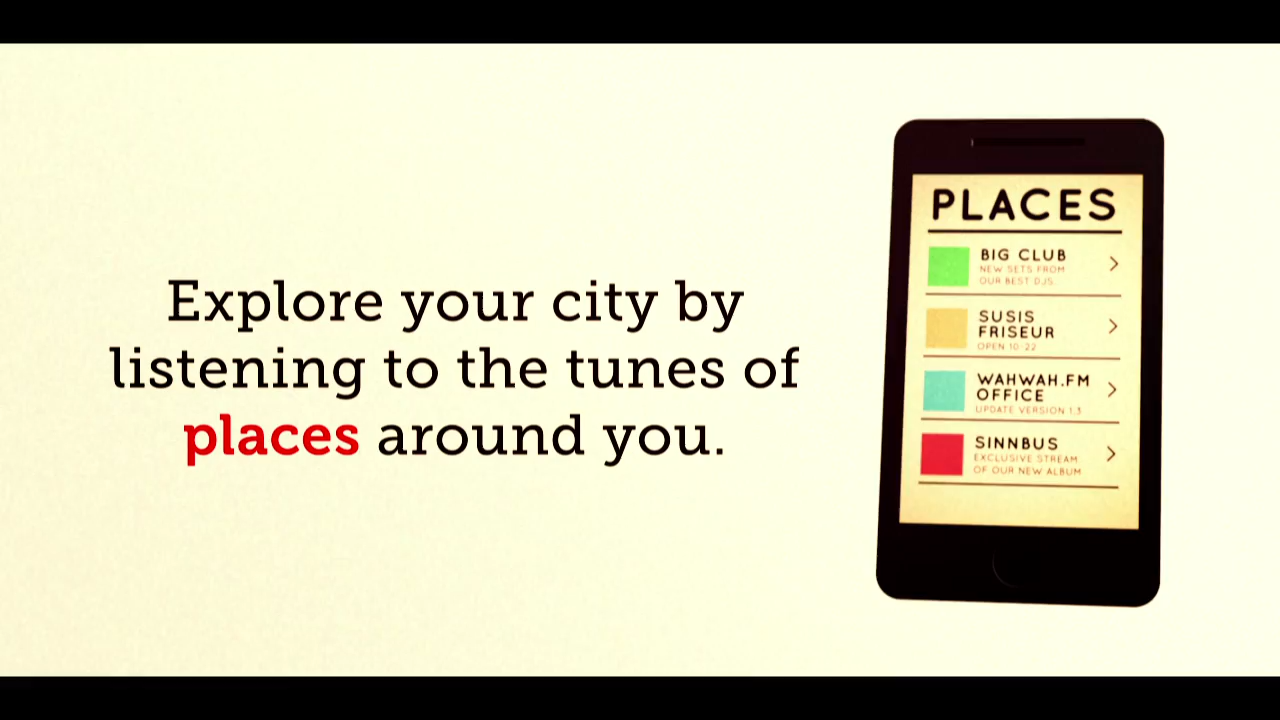 Explore your city by
listening to the tunes of
places around you.
PLACES
BIG CLUB
NEW SETS FROM
OUR BEST DJS.
SUSIS
FRISEUR
OPEN 10-22
WAHWAH.FM
OFFICE
UPDATE VERSION 1.3
SINNBUS
EXCLUSIVE STREAM
OF OUR NEW ALBUM